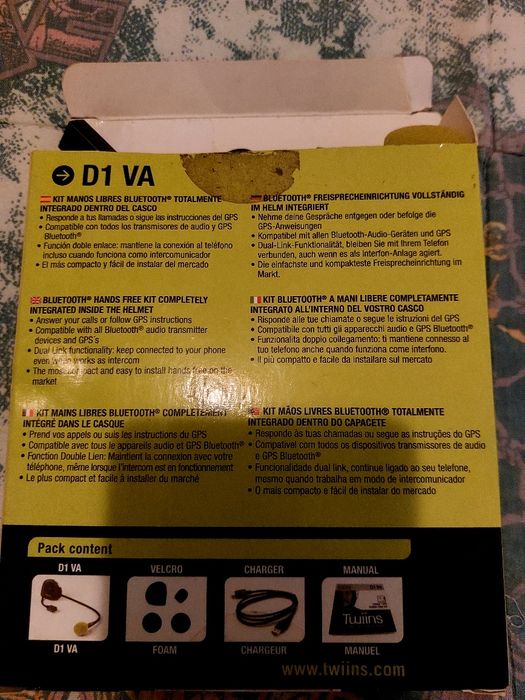 D1 VA
KIT MANOS LIBRES BLUETOOTH® TOTALMENTE
INTEGRADO DENTRO DEL CASCO
• Responde a tus llamadas o sigue las instrucciones del GPS
• Compatible con todos los transmisores de audio y GPS
Bluetooth®
• Función doble enlace: mantiene la conexión al teléfono
incluso cuando funciona como intercomunicador
• El más compacto y fácil de instalar del mercado
BLUETOOTH® FREISPRECHEINRICHTUNG VOLLSTÄNDIG
IM HELM INTEGRIERT
• Nehme deine Gespräche entgegen oder befolge die
GPS-Anweisungen
• Kompatibel mit allen Bluetooth-Audio-Geräten und GPS
• Dual-Link-Funktionalität, bleiben Sie mit Ihrem Telefon
verbunden, auch wenn es als Interfon-Anlage agiert.
• Die einfachste und kompakteste Freisprecheinrichtung im
Markt.
BLUETOOTH® HANDS FREE KIT COMPLETELY
INTEGRATED INSIDE THE HELMET
• Answer your calls or follow GPS instructions
• Compatible with all Bluetooth® audio transmitter
devices and GPS's
• Dual Link functionality: keep connected to your phone
even when works as intercom
• The most compact and easy to install hands free on the
market
KIT BLUETOOTH® A MANI LIBERE COMPLETAMENTE
INTEGRATO ALL'INTERNO DEL VOSTRO CASCO
• Risponde alle tue chiamate o segue le istruzioni del GPS
• Compatibile con tutti gli apparecchi audio e GPS Bluetooth®
• Funzionalita doppio collegamento: ti mantiene connesso al
tuo telefono anche quando funziona come interfono.
• Il più compatto e facile da installare sul mercato
KIT MAINS LIBRES BLUETOOTH® COMPLETEMENT
INTÉGRÉ DANS LE CASQUE
• Prend vos appels ou suis les instructions du GPS
• Compatible avec tous le appareils audio et GPS Bluetooth®
• Fonction Double Lien: Maintient la connexion avec votre
téléphone, même lorsque l'intercom est en fonctionnement
• Le plus compact et facile à installer du marché
KIT MÃOS LIVRES BLUETOOTH® TOTALMENTE
INTEGRADO DENTRO DO CAPACETE
• Responde às tuas chamadas ou segue as instruções do GPS
• Compatível com todos os dispositivos transmissores de audio
e GPS Bluetooth®
• Funcionalidade dual link, continue ligado ao seu telefone,
mesmo quando trabalha em modo de intercomunicador
• O mais compacto e fácil de instalar do mercado
Pack content
D1 VA VELCRO CHARGER MANUAL
Twiins
D1 VA FOAM CHARGEUR MANUEL
www.twiins.com